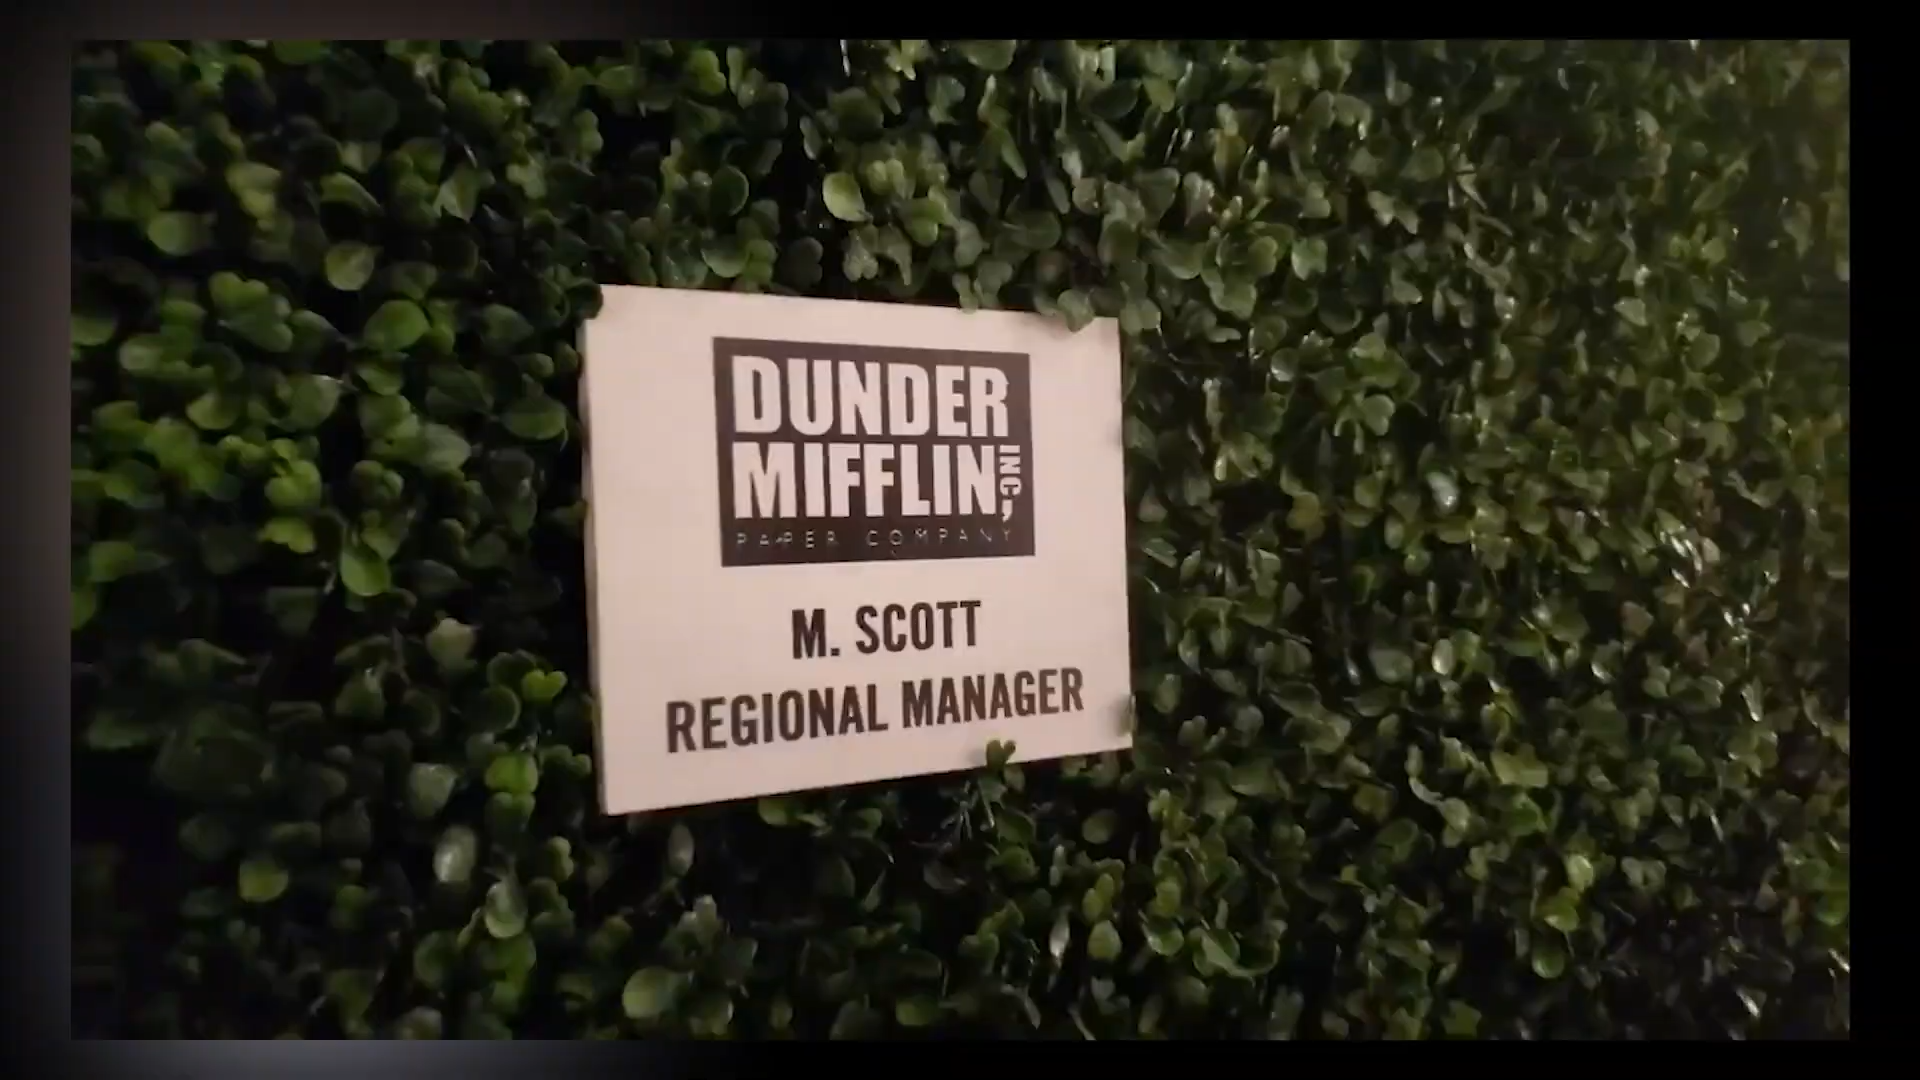 DUNDER
MIFFLIN, INC
PAPER COMPANY
M. SCOTT
REGIONAL MANAGER